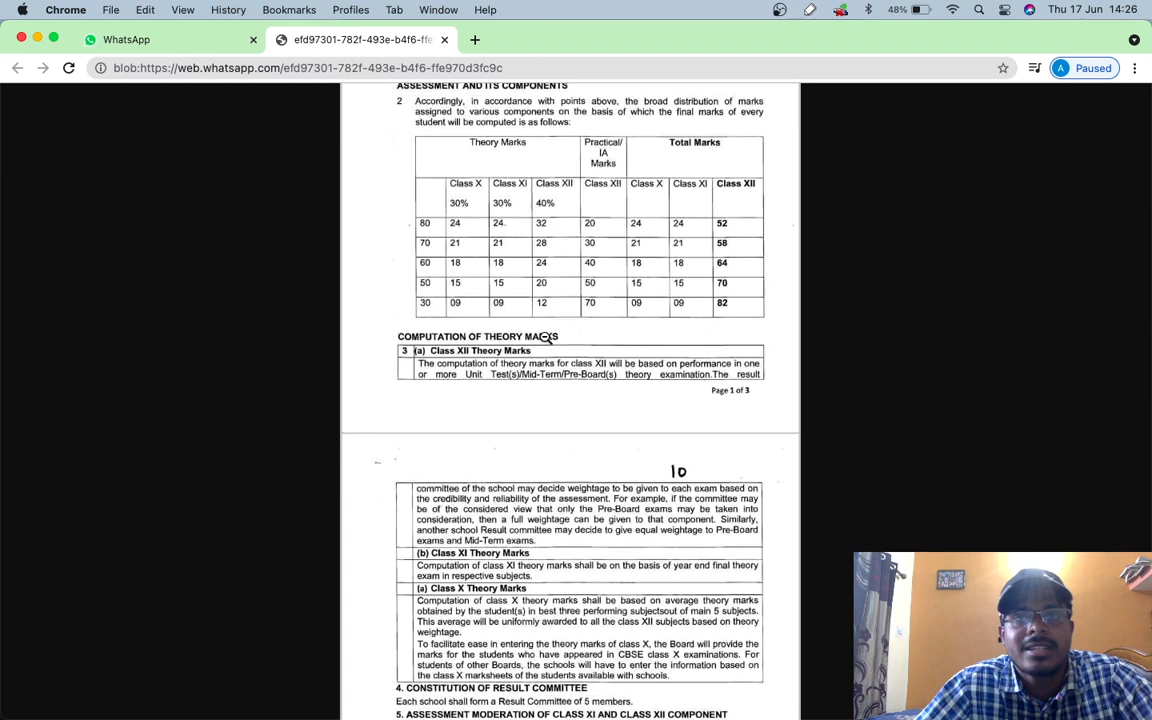 Chrome File Edit View History Bookmarks Profiles Tab Window Help 48% Thu 17 Jun 14:26
WhatsApp efd97301-782f-493e-b4f6-ffe
blob:https://web.whatsapp.com/efd97301-782f-493e-b4f6-ffe970d3fc9c A Paused
ASSESSMENT AND ITS COMPONENTS
2 Accordingly, in accordance with points above, the broad distribution of marks
assigned to various components on the basis of which the final marks of every
student will be computed is as follows:
Theory Marks Practical/ IA Marks Total Marks
Class X 30% Class XI 30% Class XII 40% Class XII Class X Class XI Class XII
80 24 24. 32 20 24 24 52
70 21 21 28 30 21 21 58
60 18 18 24 40 18 18 64
50 15 15 20 50 15 15 70
30 09 09 12 70 09 09 82
COMPUTATION OF THEORY MARKS
3 (a) Class XII Theory Marks
The computation of theory marks for class XII will be based on performance in one
or more Unit Test(s)/Mid-Term/Pre-Board(s) theory examination.The result
Page 1 of 3
10
committee of the school may decide weightage to be given to each exam based on
the credibility and reliability of the assessment. For example, if the committee may
be of the considered view that only the Pre-Board exams may be taken into
consideration, then a full weightage can be given to that component. Similarly,
another school Result committee may decide to give equal weightage to Pre-Board
exams and Mid-Term exams.
(b) Class XI Theory Marks
Computation of class XI theory marks shall be on the basis of year end final theory
exam in respective subjects.
(a) Class X Theory Marks
Computation of class X theory marks shall be based on average theory marks
obtained by the student(s) in best three performing subjectsout of main 5 subjects.
This average will be uniformly awarded to all the class XII subjects based on theory
weightage.
To facilitate ease in entering the theory marks of class X, the Board will provide the
marks for the students who have appeared in CBSE class X examinations. For
students of other Boards, the schools will have to enter the information based on
the class X marksheets of the students available with schools.
4. CONSTITUTION OF RESULT COMMITTEE
Each school shall form a Result Committee of 5 members.
5. ASSESSMENT MODERATION OF CLASS XI AND CLASS XII COMPONENT